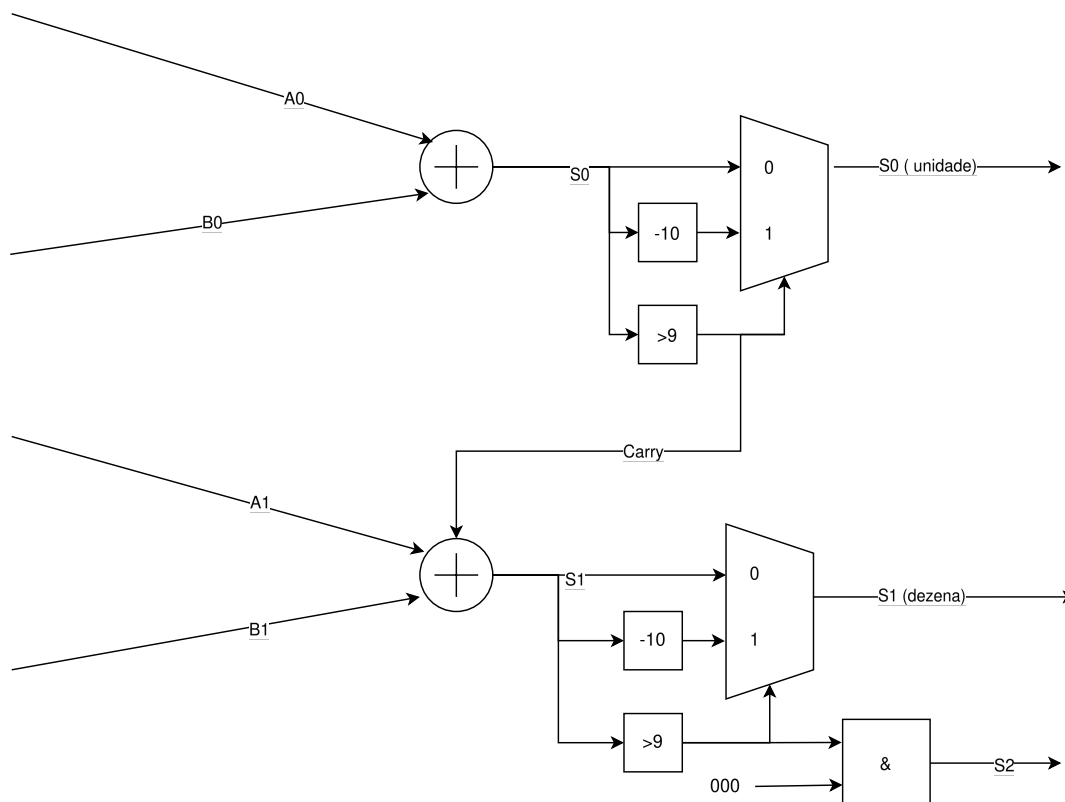 A0
B0
S0
0
S0 ( unidade)
-10
1
>9
Carry
A1
B1
S1
0
S1 (dezena)
-10
1
>9
000
&
S2